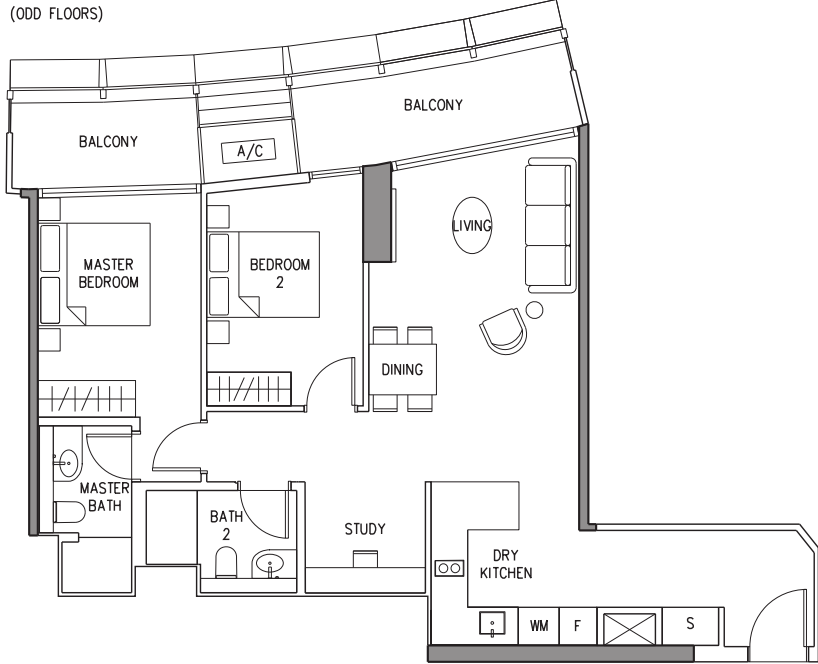 (ODD FLOORS)
BALCONY
BALCONY
A/C
LIVING
MASTER
BEDROOM
BEDROOM
2
DINING
MASTER
BATH
BATH
2
STUDY
DRY
KITCHEN
WM
F
S